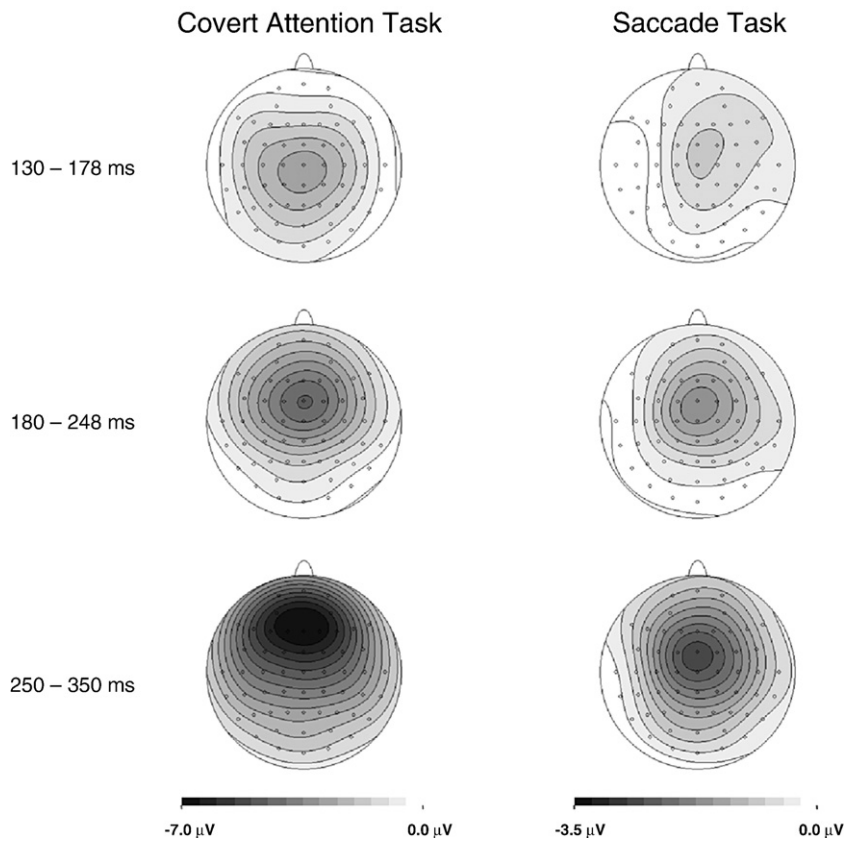 Covert Attention Task
Saccade Task
130 – 178 ms
180 – 248 ms
250 – 350 ms
-7.0 µV
0.0 µV
-3.5 µV
0.0 µV